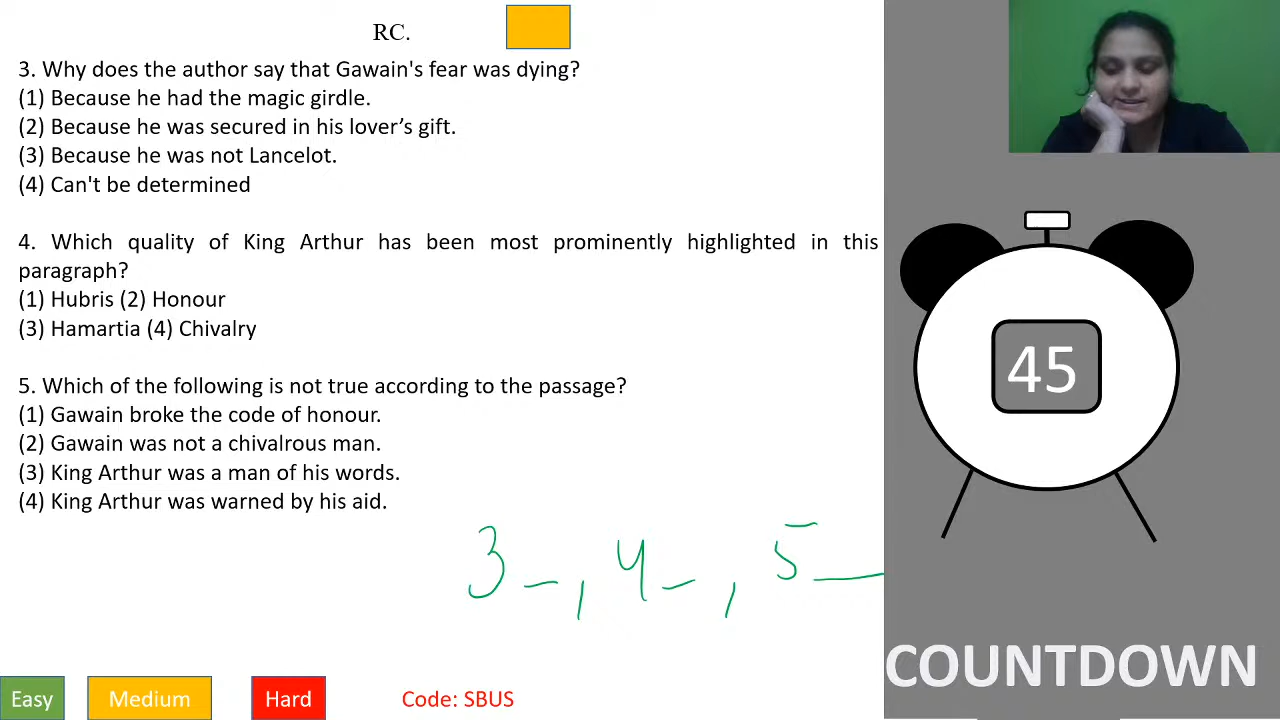 RC.
3. Why does the author say that Gawain's fear was dying?
(1) Because he had the magic girdle.
(2) Because he was secured in his lover’s gift.
(3) Because he was not Lancelot.
(4) Can't be determined
4. Which quality of King Arthur has been most prominently highlighted in this
paragraph?
(1) Hubris (2) Honour
(3) Hamartia (4) Chivalry
5. Which of the following is not true according to the passage?
(1) Gawain broke the code of honour.
(2) Gawain was not a chivalrous man.
(3) King Arthur was a man of his words.
(4) King Arthur was warned by his aid.
3_, 4_, 5_
45
COUNTDOWN
Easy
Medium
Hard
Code: SBUS